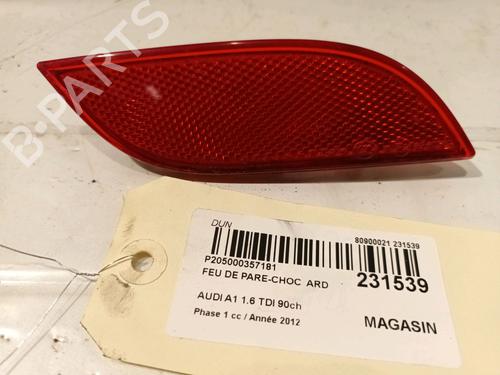 B-PARTS
DUN
80900021 231539
P205000357181
FEU DE PARE-CHOC ARD
231539
AUDI A1 1.6 TDI 90ch
Phase 1 cc / Année 2012
MAGASIN